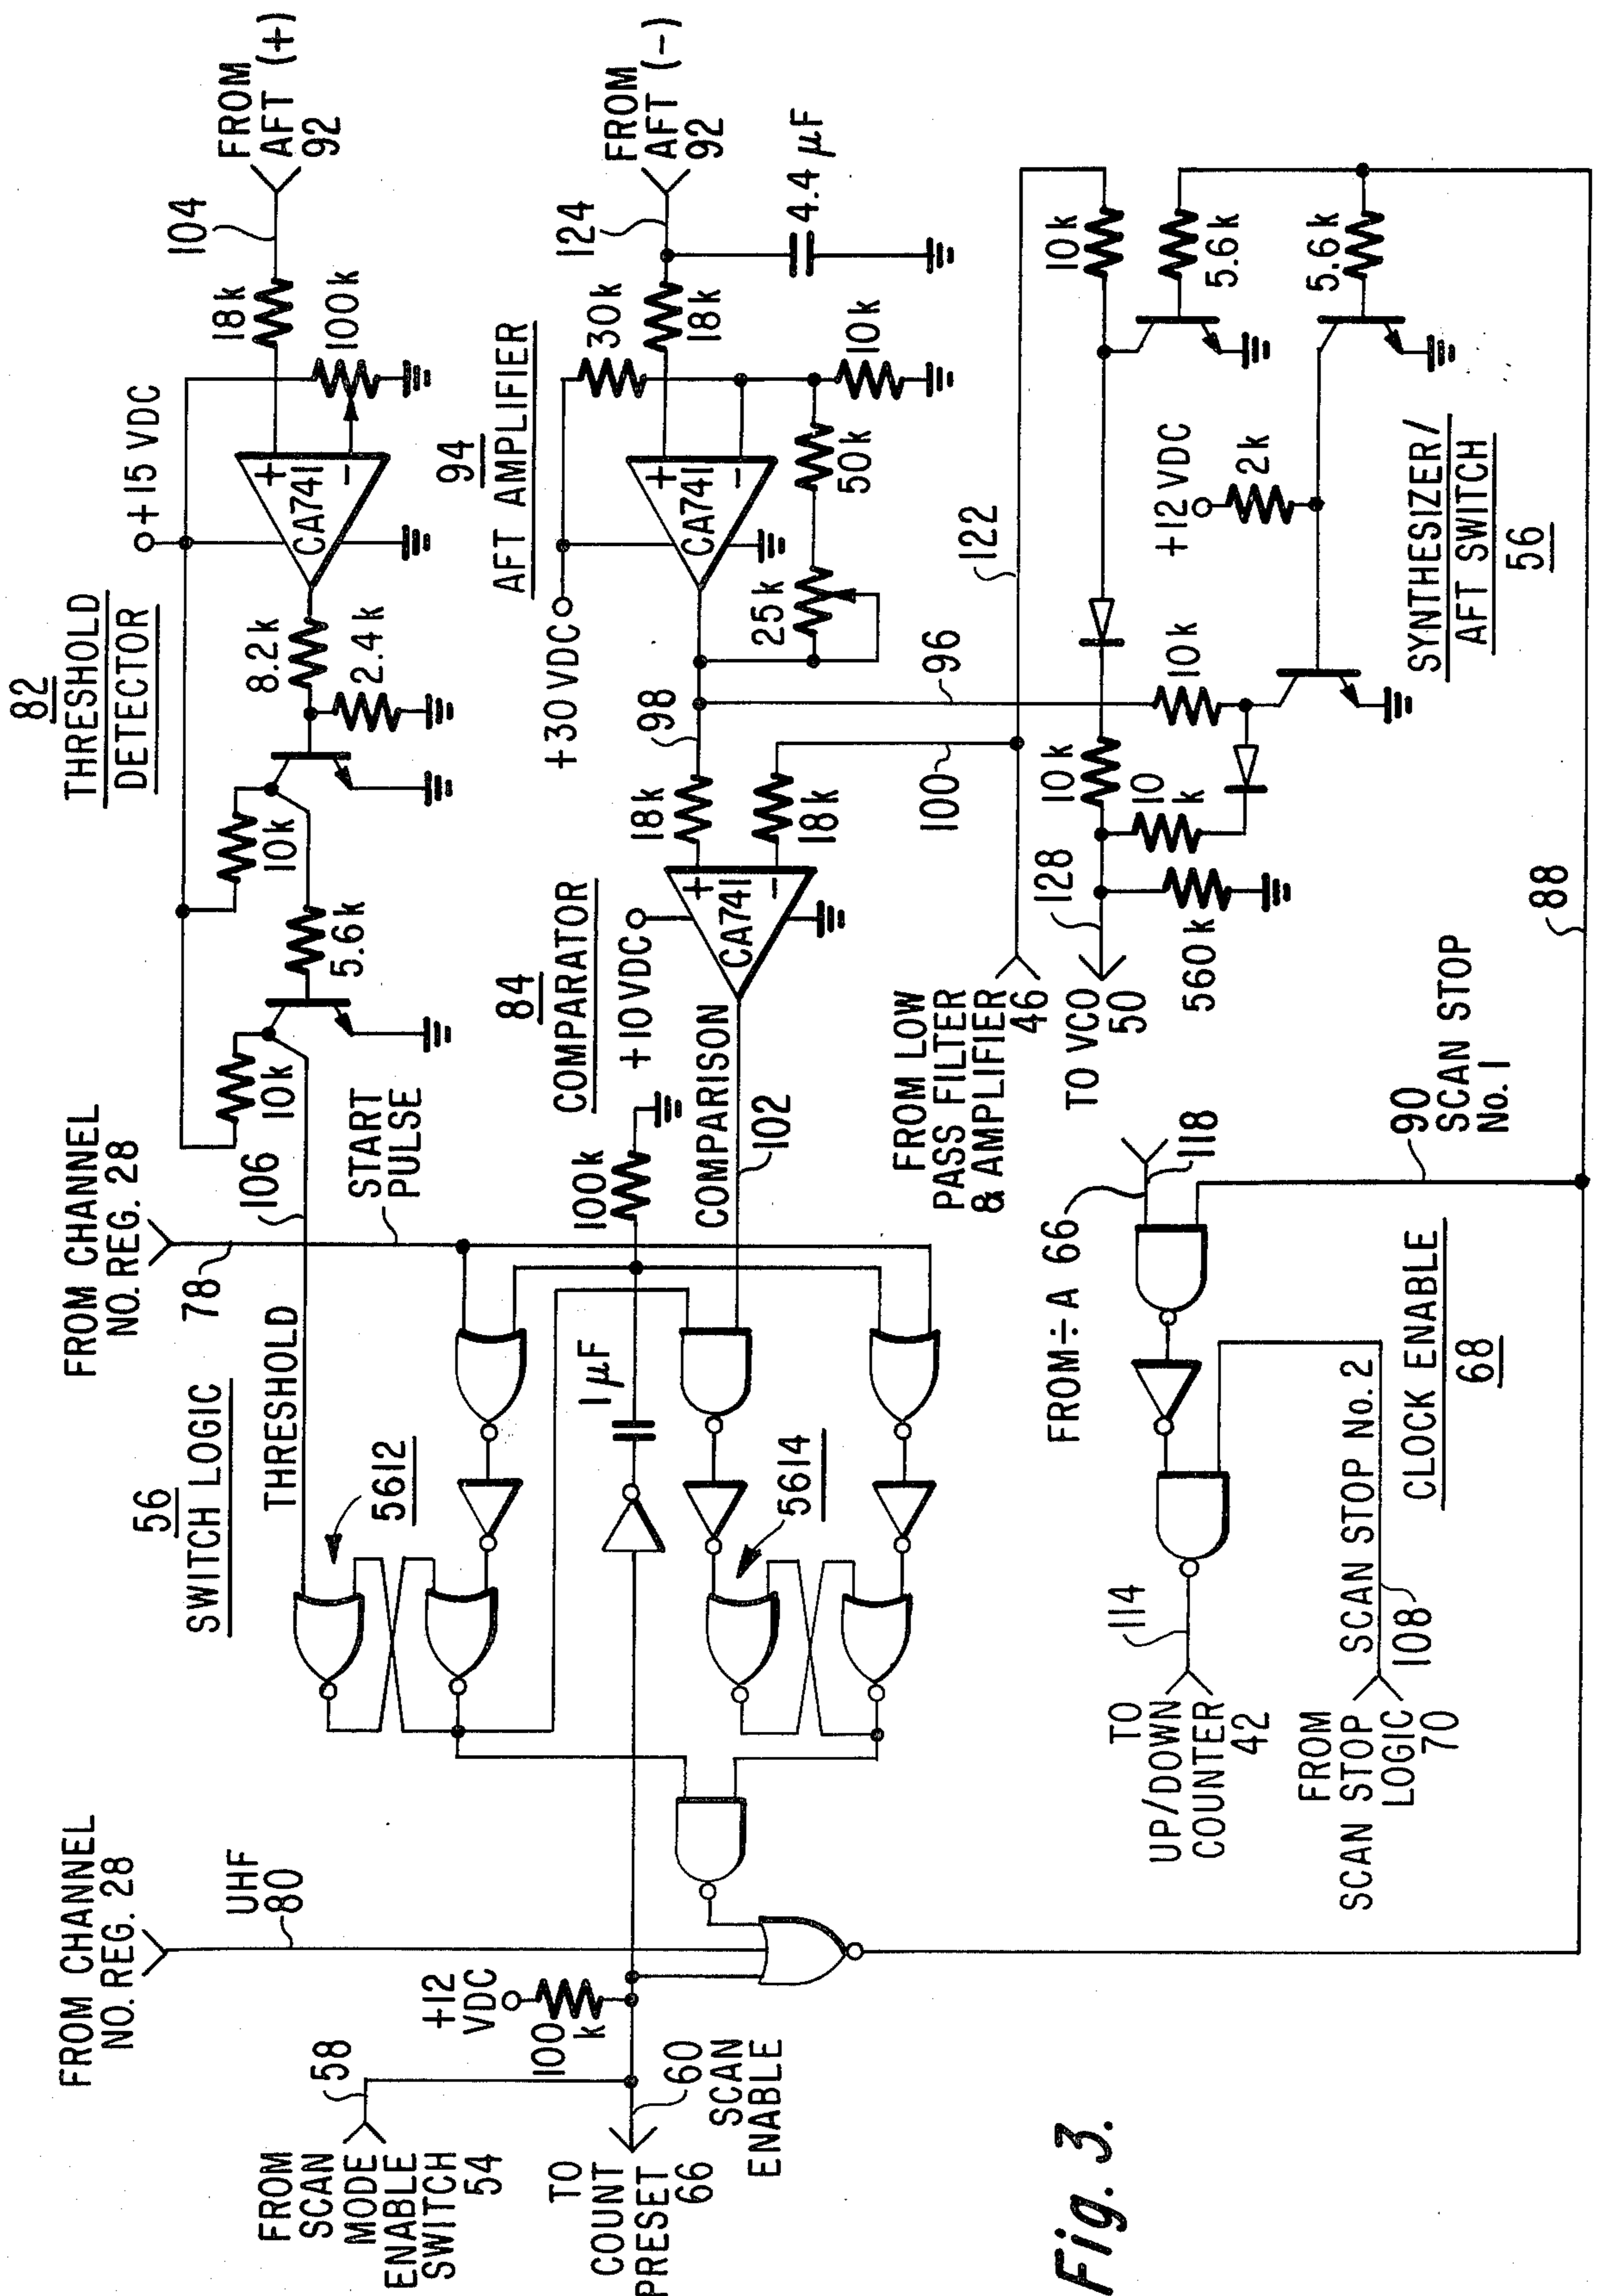 FROM
AFT (+)
92
104
18k
100k
+15 VDC
+
CA741
−
82
THRESHOLD
DETECTOR
8.2k
2.4k
10k
5.6k
10k
106
FROM CHANNEL
NO. REG. 28
78
START
PULSE
THRESHOLD
56
SWITCH LOGIC
5612
FROM
AFT (−)
92
124
4.4 μF
18k
30k
10k
94
AFT AMPLIFIER
+
CA741
−
+30 VDC
50k
25k
98
96
18k
18k
100
84
COMPARATOR
+10VDC
+
CA741
−
COMPARISON
102
100k
1μF
5614
122
10k
5.6k
5.6k
+12 VDC
2k
SYNTHESIZER/
AFT SWITCH
56
10k
10k
10
k
128
560k
FROM LOW
PASS FILTER
& AMPLIFIER
46
TO VCO
50
88
90
SCAN STOP
No. 1
118
FROM ÷ A 66
CLOCK ENABLE
68
114
TO
UP/DOWN
COUNTER
42
SCAN STOP No. 2
108
FROM
SCAN STOP
LOGIC
70
FROM CHANNEL
NO. REG. 28
UHF
80
+12
VDC
100
k
58
FROM
SCAN
MODE
ENABLE
SWITCH
54
60
SCAN
ENABLE
TO
COUNT
PRESET
66
Fig. 3.